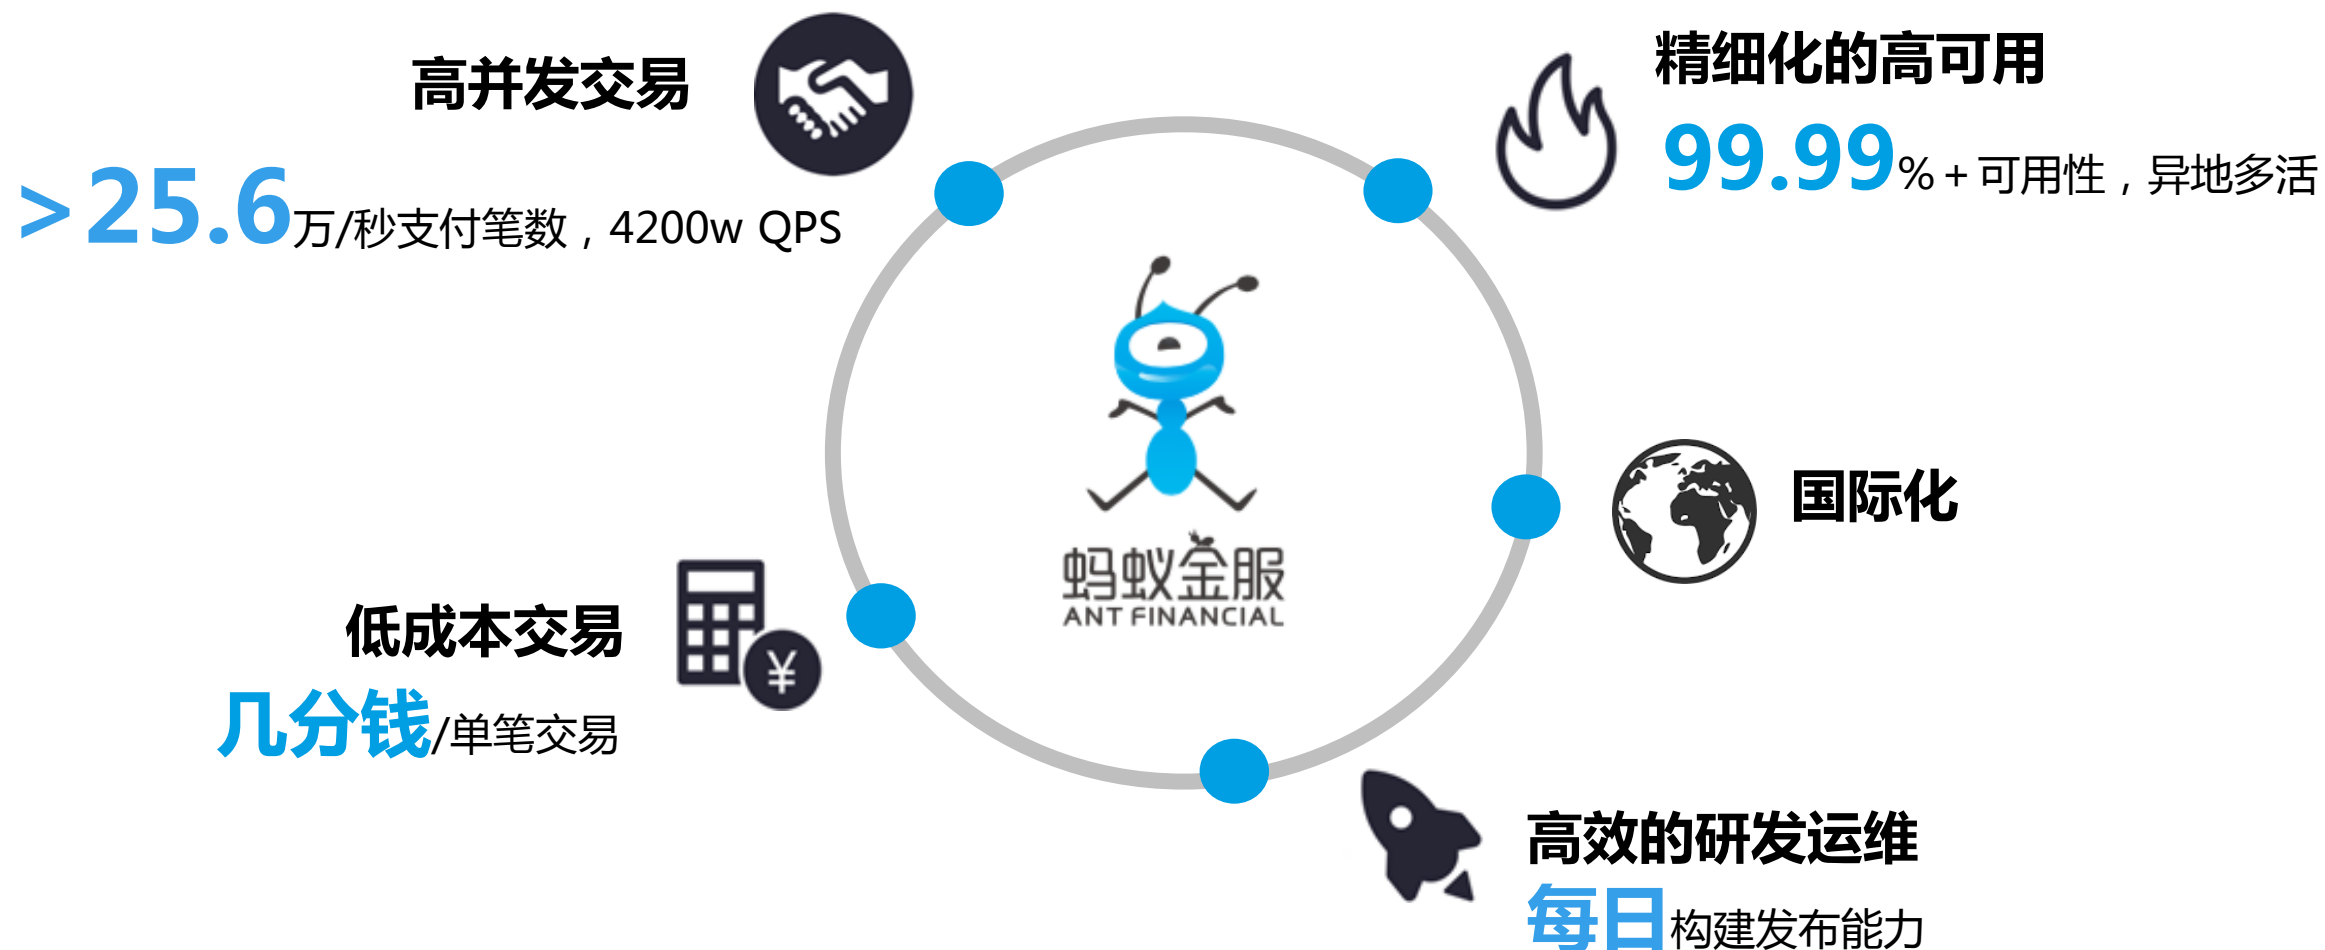 高并发交易
>25.6万/秒支付笔数，4200w QPS
精细化的高可用
99.99%+可用性，异地多活
国际化
蚂蚁金服
ANT FINANCIAL
低成本交易
¥
几分钱/单笔交易
高效的研发运维
每日构建发布能力